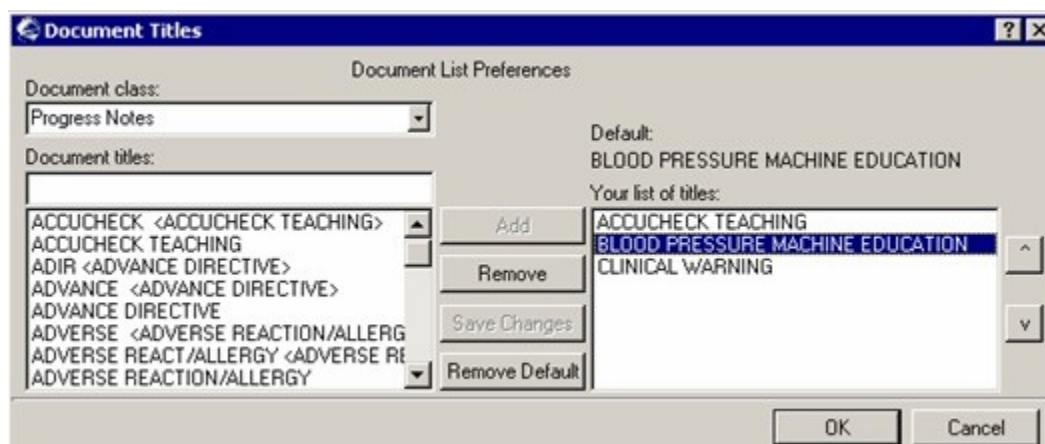 Document Titles
Document List Preferences
Document class:
Progress Notes
Document titles:
ACCUCHECK <ACCUCHECK TEACHING>
ACCUCHECK TEACHING
ADIR <ADVANCE DIRECTIVE>
ADVANCE <ADVANCE DIRECTIVE>
ADVANCE DIRECTIVE
ADVERSE <ADVERSE REACTION/ALLERG
ADVERSE REACT/ALLERGY <ADVERSE RE
ADVERSE REACTION/ALLERGY
Add
Remove
Save Changes
Remove Default
Default:
BLOOD PRESSURE MACHINE EDUCATION
Your list of titles:
ACCUCHECK TEACHING
BLOOD PRESSURE MACHINE EDUCATION
CLINICAL WARNING
^
v
OK
Cancel